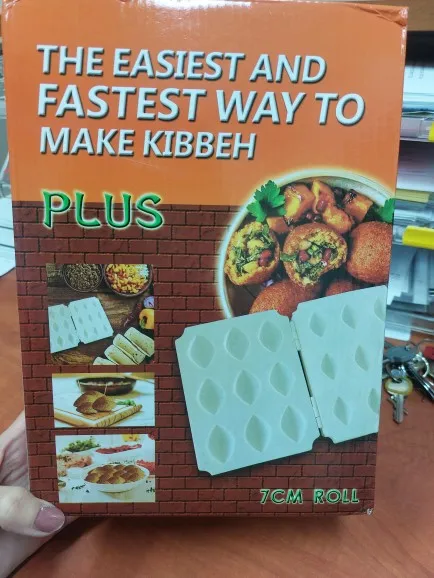 THE EASIEST AND
FASTEST WAY TO
MAKE KIBBEH
PLUS
7CM ROLL